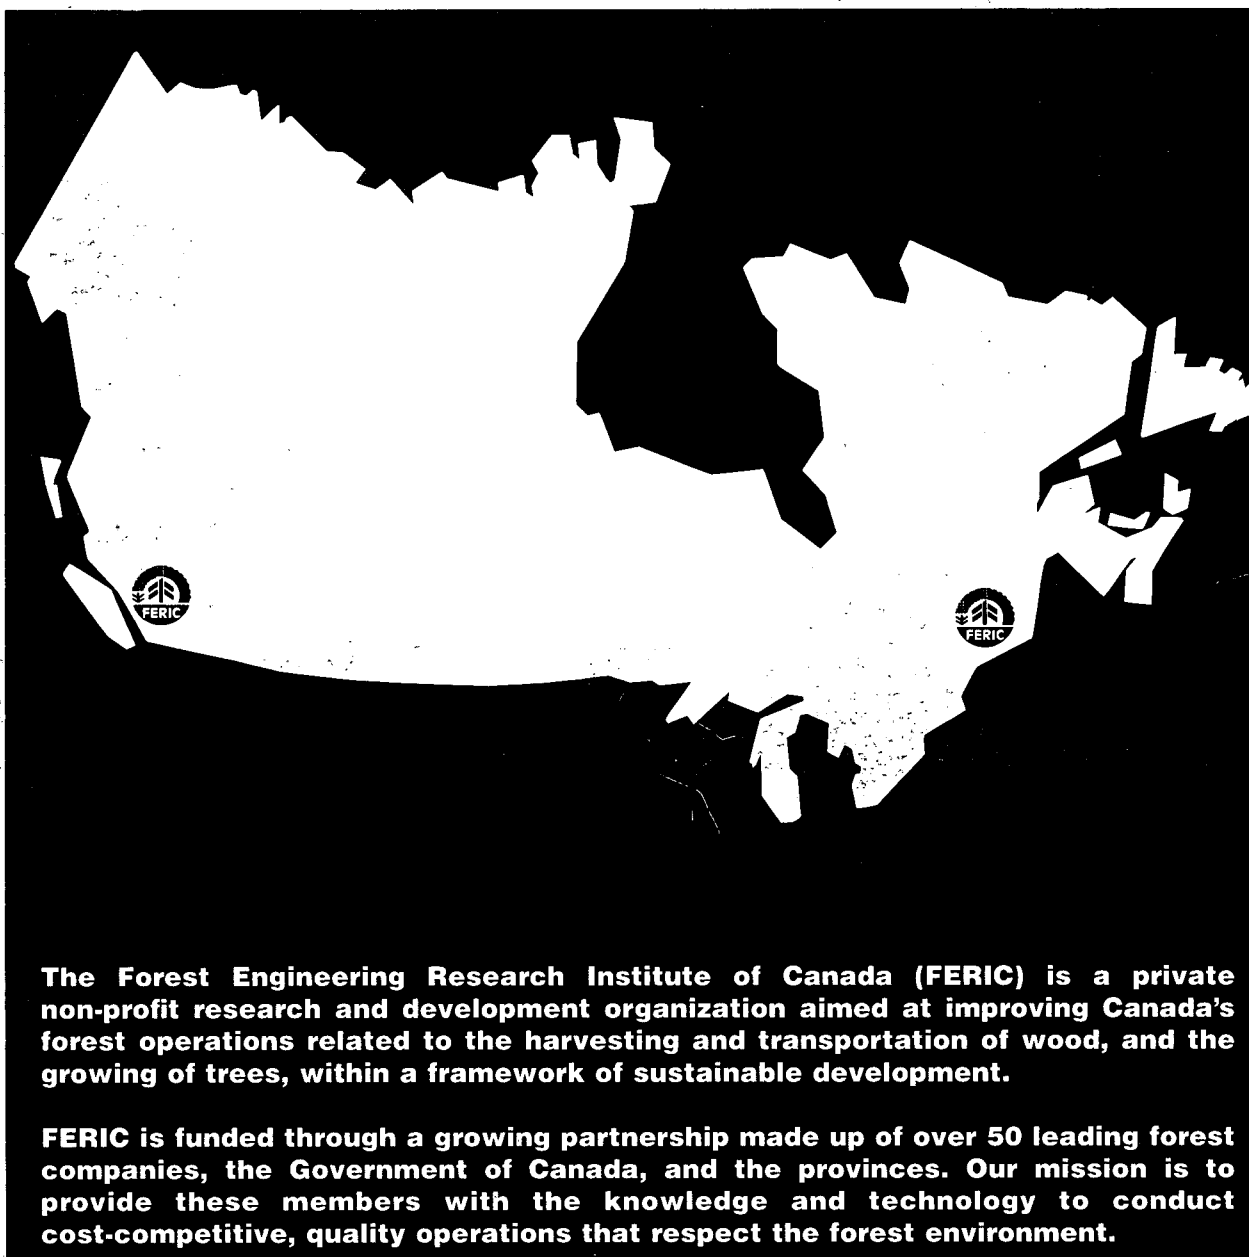 FERIC
FERIC
The Forest Engineering Research Institute of Canada (FERIC) is a private
non-profit research and development organization aimed at improving Canada's
forest operations related to the harvesting and transportation of wood, and the
growing of trees, within a framework of sustainable development.
FERIC is funded through a growing partnership made up of over 50 leading forest
companies, the Government of Canada, and the provinces. Our mission is to
provide these members with the knowledge and technology to conduct
cost-competitive, quality operations that respect the forest environment.